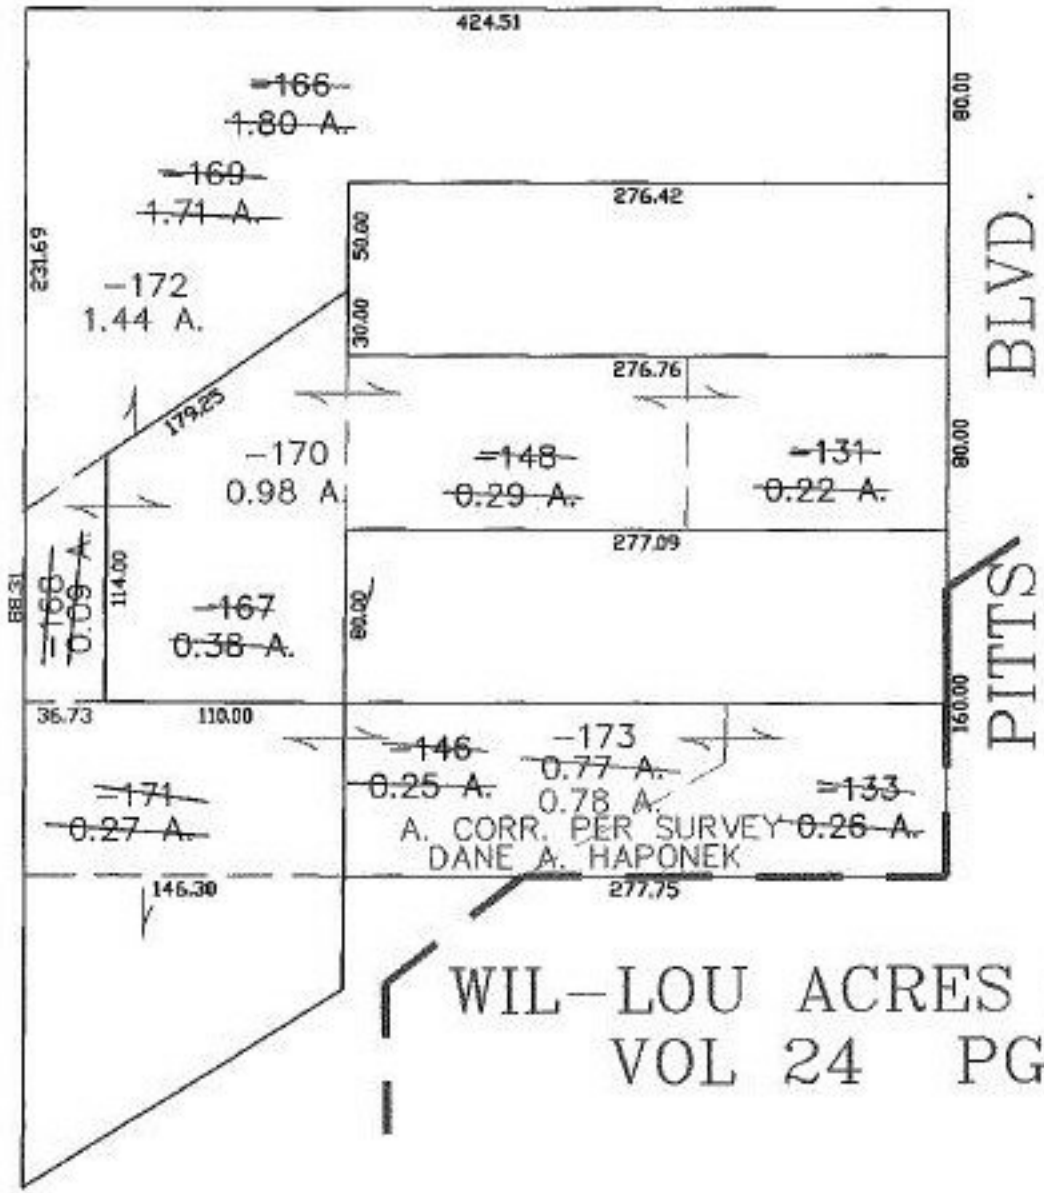 424.51
-166
1.80 A.
80.00
-169
1.71 A.
276.42
50.00
231.69
-172
1.44 A.
30.00
BLVD.
276.76
179.25
-170
0.98 A.
-148
0.29 A.
-131
0.22 A.
80.00
277.09
88.31
-168
0.09 A.
114.00
-167
0.38 A.
80.00
PITTS
36.73
110.00
160.00
-146
0.25 A.
-173
0.77 A.
0.78 A.
-171
0.27 A.
-133
0.26 A.
A. CORR. PER SURVEY
DANE A. HAPONEK
146.30
277.75
WIL-LOU ACRES
VOL 24 PG